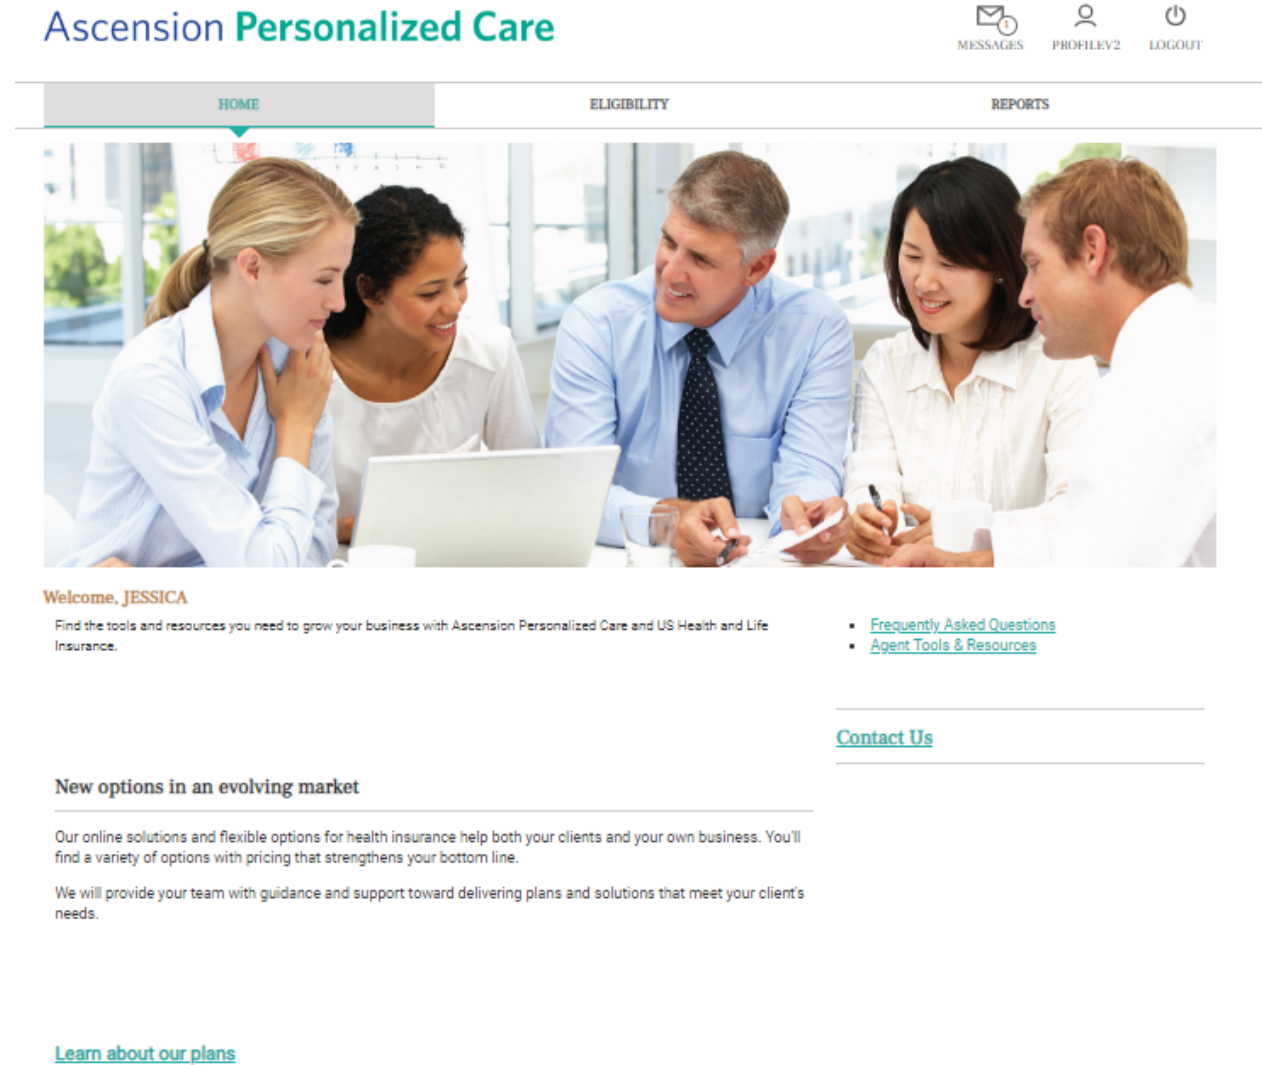 Ascension Personalized Care
1
MESSAGES PROFILEV2 LOGOUT
HOME ELIGIBILITY REPORTS
Welcome, JESSICA
Find the tools and resources you need to grow your business with Ascension Personalized Care and US Health and Life
Insurance.
Frequently Asked Questions
Agent Tools & Resources
Contact Us
New options in an evolving market
Our online solutions and flexible options for health insurance help both your clients and your own business. You'll
find a variety of options with pricing that strengthens your bottom line.
We will provide your team with guidance and support toward delivering plans and solutions that meet your client's
needs.
Learn about our plans